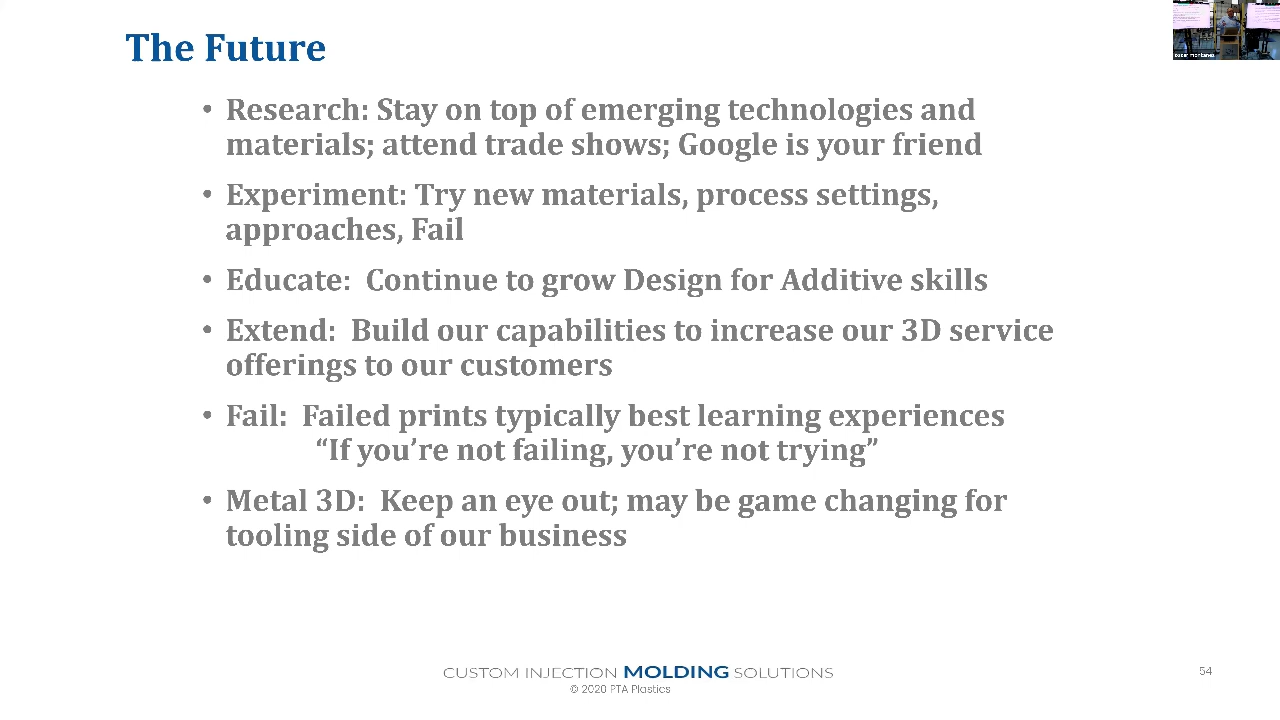 The Future
• Research: Stay on top of emerging technologies and
materials; attend trade shows; Google is your friend
• Experiment: Try new materials, process settings,
approaches, Fail
• Educate:  Continue to grow Design for Additive skills
• Extend:  Build our capabilities to increase our 3D service
offerings to our customers
• Fail:  Failed prints typically best learning experiences
“If you’re not failing, you’re not trying”
• Metal 3D:  Keep an eye out; may be game changing for
tooling side of our business
CUSTOM INJECTION MOLDING SOLUTIONS
© 2020 PTA Plastics
54